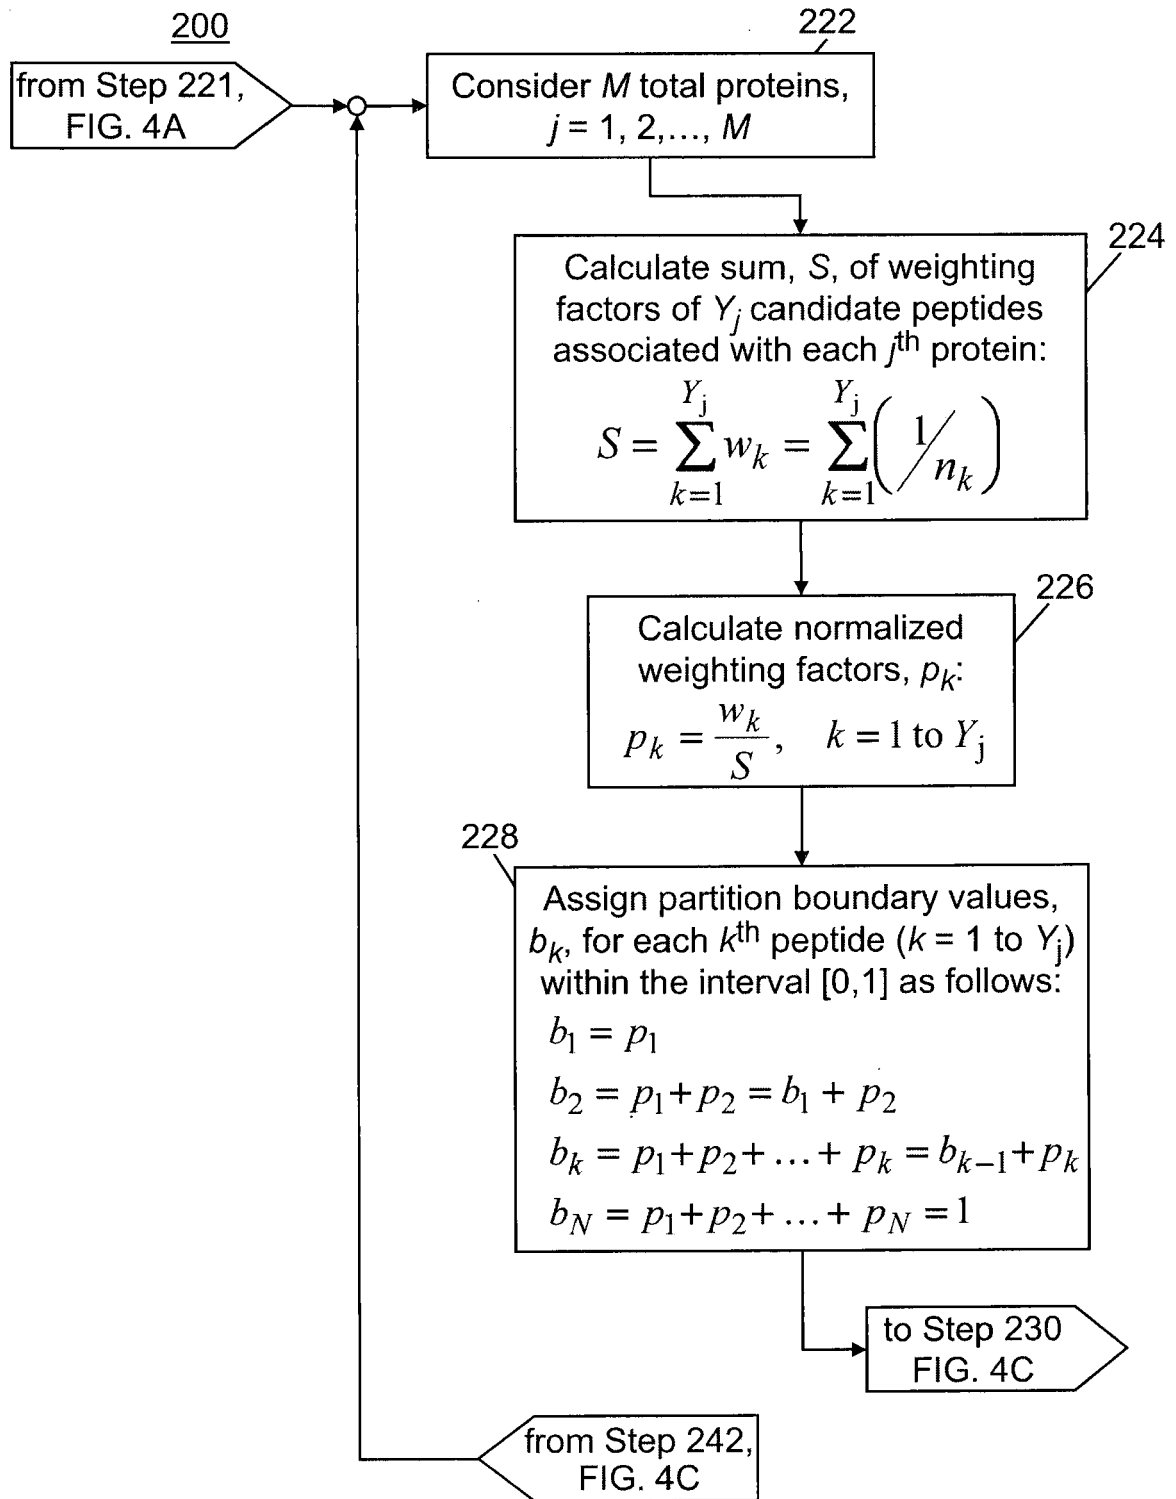 200
from Step 221,
FIG. 4A
222
Consider M total proteins,
j = 1, 2,..., M
224
Calculate sum, S, of weighting
factors of Y_j candidate peptides
associated with each j^th protein:
S = \sum_{k=1}^{Y_j} w_k = \sum_{k=1}^{Y_j} (1/n_k)
226
Calculate normalized
weighting factors, p_k:
p_k = \frac{w_k}{S}, k = 1 to Y_j
228
Assign partition boundary values,
b_k, for each k^th peptide (k = 1 to Y_j)
within the interval [0,1] as follows:
b_1 = p_1
b_2 = p_1 + p_2 = b_1 + p_2
b_k = p_1 + p_2 + ... + p_k = b_{k-1} + p_k
b_N = p_1 + p_2 + ... + p_N = 1
to Step 230
FIG. 4C
from Step 242,
FIG. 4C